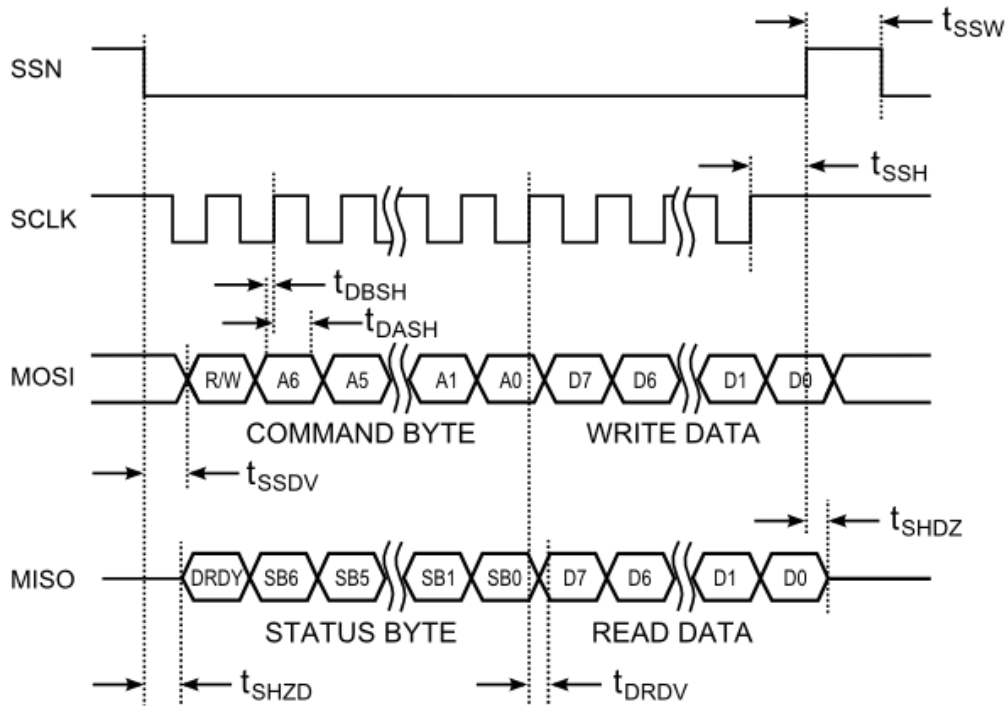 tSSW
SSN
tSSH
SCLK
tDBSH
tDASH
MOSI R/W A6 A5 A1 A0 D7 D6 D1 D0
COMMAND BYTE WRITE DATA
tSSDV
tSHDZ
MISO DRDY SB6 SB5 SB1 SB0 D7 D6 D1 D0
STATUS BYTE READ DATA
tSHZD tDRDV